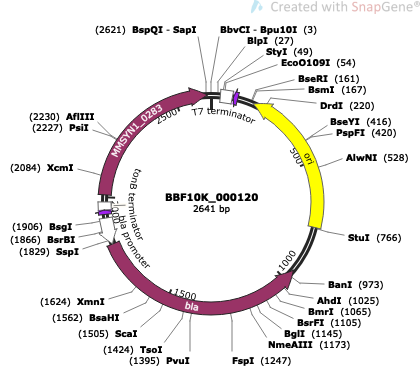 Created with SnapGene®
(2621) BspQI - SapI
BbvCI - Bpu10I (3)
BlpI (27)
StyI (49)
EcoO109I (54)
BseRI (161)
BsmI (167)
DrdI (220)
BseYI (416)
PspFI (420)
AlwNI (528)
StuI (766)
BanI (973)
AhdI (1025)
BmrI (1065)
BsrFI (1105)
BglI (1145)
NmeAIII (1173)
FspI (1247)
(1395) PvuI
(1424) TsoI
(1505) ScaI
(1562) BsaHI
(1624) XmnI
(1829) SspI
(1866) BsrBI
(1906) BsgI
(2084) XcmI
(2227) PsiI
(2230) AflIII
MMSYN1_0283
2500
T7 terminator
500
ori
1000
1500
bla
bla promoter
tonB terminator
BBF10K_000120
2641 bp